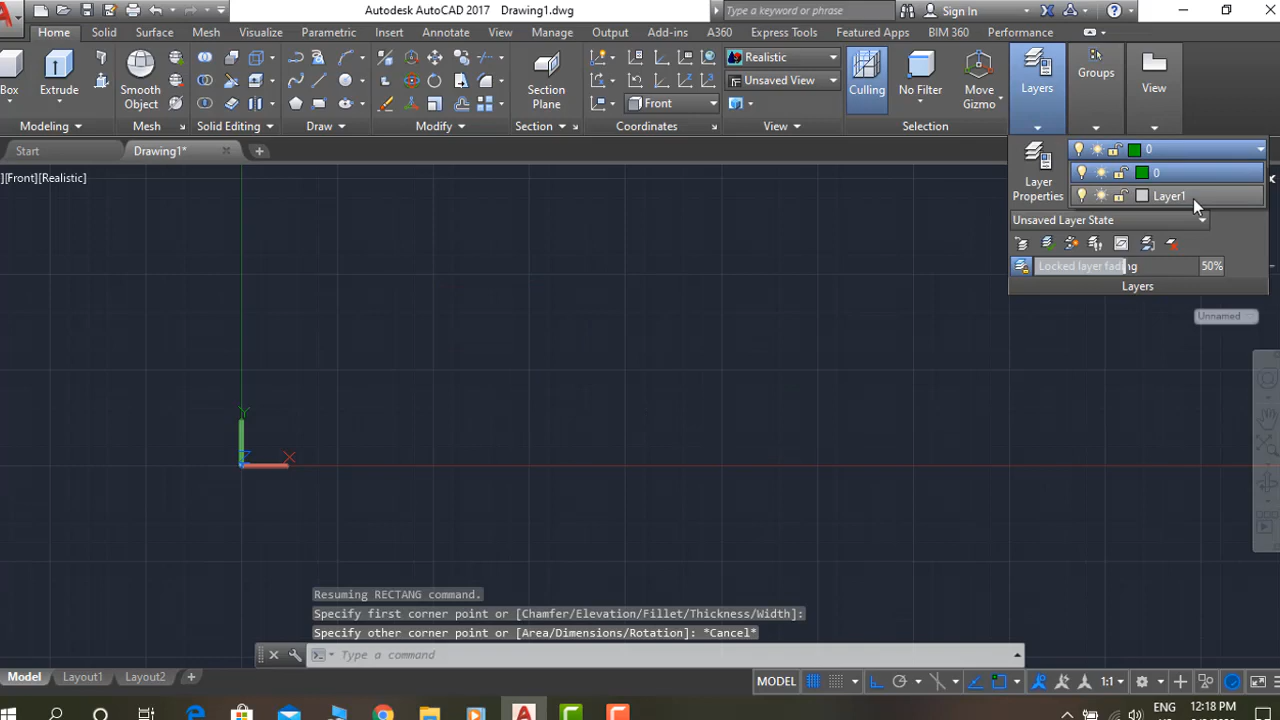 Autodesk AutoCAD 2017 Drawing1.dwg
Type a keyword or phrase
Sign In
Home Solid Surface Mesh Visualize Parametric Insert Annotate View Manage Output Add-ins A360 Express Tools Featured Apps BIM 360 Performance
Box
Extrude
Smooth
Object
Section
Plane
Front
Realistic
Unsaved View
Culling
No Filter
Move
Gizmo
Layers
Groups
View
Modeling
Mesh
Solid Editing
Draw
Modify
Section
Coordinates
View
Selection
Start
Drawing1*
][Front][Realistic]
Layer
Properties
0
0
Layer1
Unsaved Layer State
Locked layer fading
50%
Layers
Unnamed
Y
X
Resuming RECTANG command.
Specify first corner point or [Chamfer/Elevation/Fillet/Thickness/Width]:
Specify other corner point or [Area/Dimensions/Rotation]: *Cancel*
Type a command
Model Layout1 Layout2
MODEL
1:1
ENG
12:18 PM